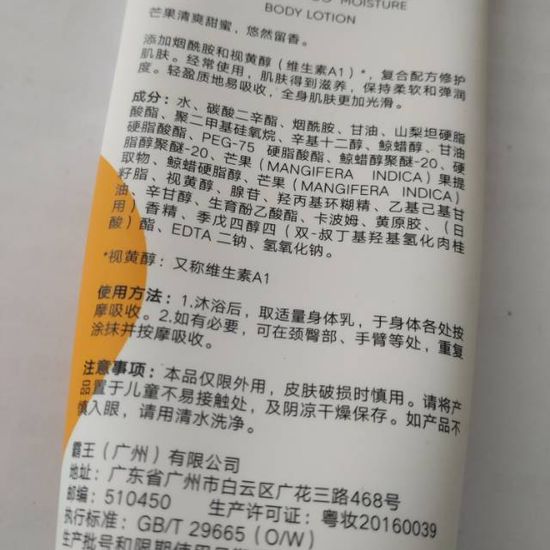 MOISTURE
BODY LOTION
芒果清爽甜蜜，悠然留香。
添加烟酰胺和视黄醇（维生素A1）*，复合配方修护
肌肤。经常使用，肌肤得到滋养，保持柔软和弹润
度。轻盈质地易吸收，全身肌肤更加光滑。
成分：水、碳酸二辛酯、烟酰胺、甘油、山梨坦硬脂
酸酯、聚二甲基硅氧烷、辛基十二醇、鲸蜡醇、甘油
硬脂酸酯、PEG-75 硬脂酸酯、鲸蜡醇聚醚-20、硬
脂醇聚醚-20、芒果（MANGIFERA INDICA）果提
取物、鲸蜡硬脂醇、芒果（MANGIFERA INDICA）
籽脂、视黄醇、腺苷、羟丙基环糊精、乙基己基甘
油、辛甘醇、生育酚乙酸酯、卡波姆、黄原胶、（日
用）香精、季戊四醇四（双-叔丁基羟基氢化肉桂
酸）酯、EDTA 二钠、氢氧化钠。
*视黄醇：又称维生素A1
使用方法：1.沐浴后，取适量身体乳，于身体各处按
摩吸收。2.如有必要，可在颈臀部、手臂等处，重复
涂抹并按摩吸收。
注意事项：本品仅限外用，皮肤破损时慎用。请将产
品置于儿童不易接触处，及阴凉干燥保存。如产品不
慎入眼，请用清水洗净。
霸王（广州）有限公司
地址：广东省广州市白云区广花三路468号
邮编：510450 生产许可证：粤妆20160039
执行标准：GB/T 29665 (O/W)
生产批号和限期使用日期